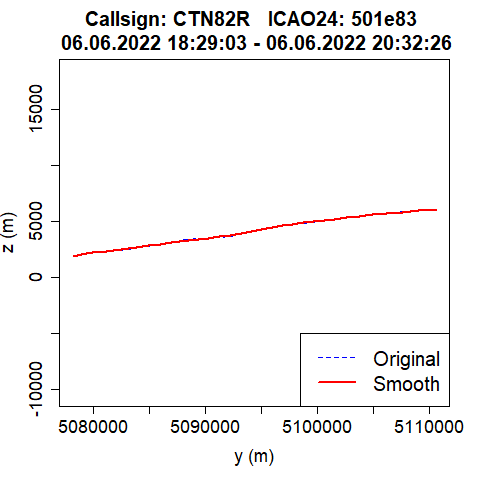 Callsign: CTN82R   ICAO24: 501e83
06.06.2022 18:29:03 - 06.06.2022 20:32:26
z (m)
15000
5000
0
-10000
Original
Smooth
5080000
5090000
5100000
5110000
y (m)